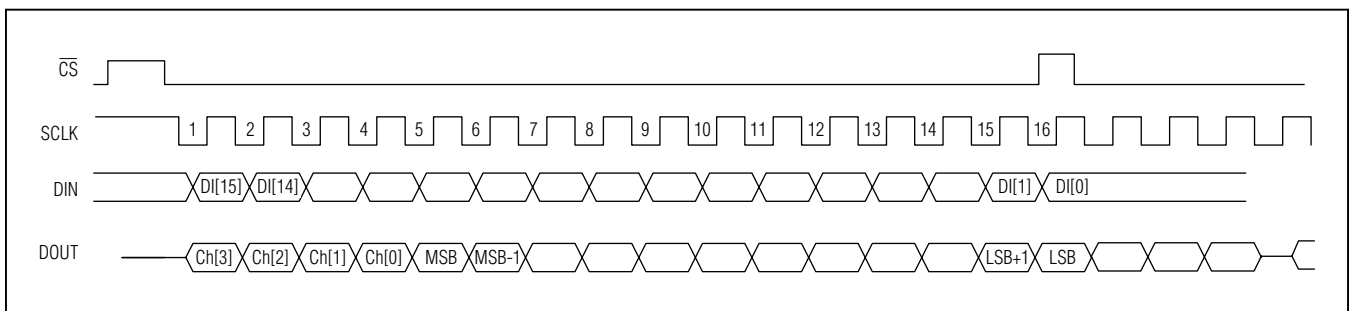 CS
SCLK 1 2 3 4 5 6 7 8 9 10 11 12 13 14 15 16
DIN DI[15] DI[14] DI[1] DI[0]
DOUT Ch[3] Ch[2] Ch[1] Ch[0] MSB MSB-1 LSB+1 LSB